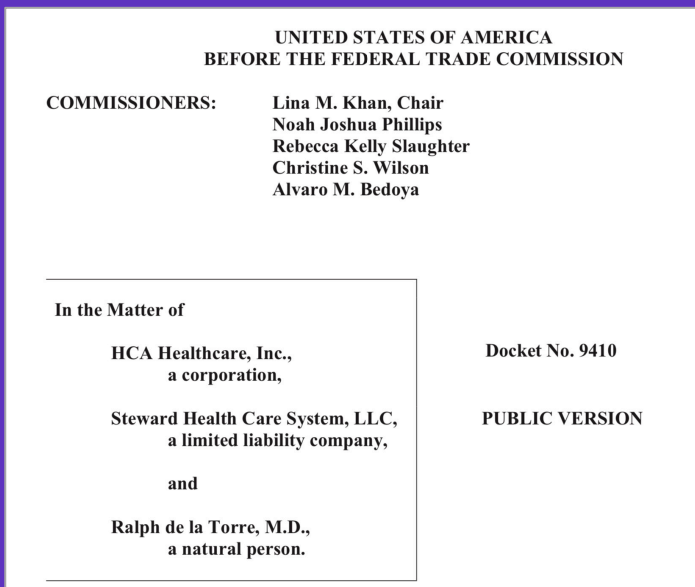 UNITED STATES OF AMERICA
BEFORE THE FEDERAL TRADE COMMISSION
COMMISSIONERS: Lina M. Khan, Chair
Noah Joshua Phillips
Rebecca Kelly Slaughter
Christine S. Wilson
Alvaro M. Bedoya
In the Matter of
HCA Healthcare, Inc.,
a corporation,
Steward Health Care System, LLC,
a limited liability company,
and
Ralph de la Torre, M.D.,
a natural person.
Docket No. 9410
PUBLIC VERSION